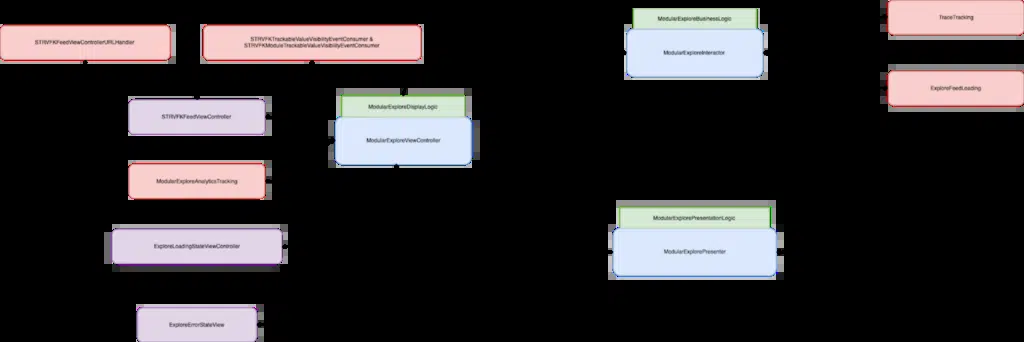 ModularExploreBusinessLogic
TraceTracking
STRVFKFeedViewControllerURLHandler
STRVFKTrackableValueVisibilityEventConsumer &
STRVFKModuleTrackableValueVisibilityEventConsumer
ModularExploreInteractor
ExploreFeedLoading
ModularExploreDisplayLogic
STRVFKFeedViewController
ModularExploreViewController
ModularExploreAnalyticsTracking
ModularExplorePresentationLogic
ExploreLoadingStateViewController
ModularExplorePresenter
ExploreErrorStateView